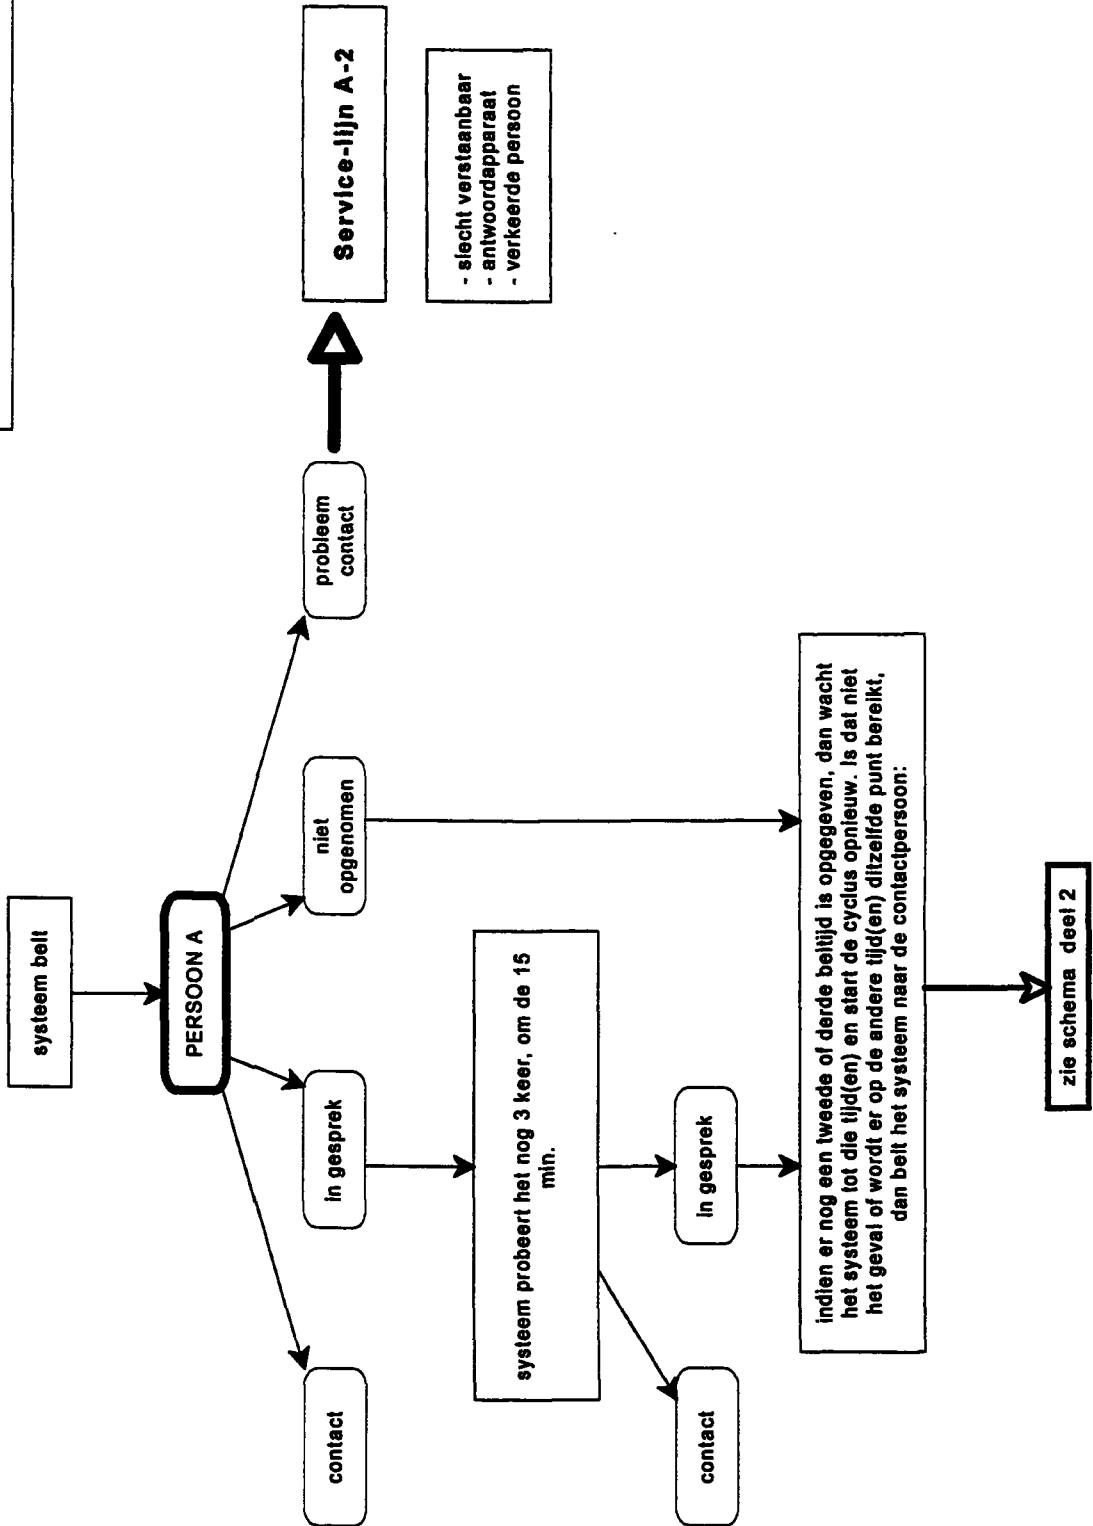 systeem belt
PERSOON A
contact
in gesprek
niet
opgenomen
probleem
contact
Service-lijn A-2
- slecht verstaanbaar
- antwoordapparaat
- verkeerde persoon
systeem probeert het nog 3 keer, om de 15
min.
contact
in gesprek
indien er nog een tweede of derde beltijd is opgegeven, dan wacht
het systeem tot die tijd(en) en start de cyclus opnieuw. Is dat niet
het geval of wordt er op de andere tijd(en) ditzelfde punt bereikt,
dan belt het systeem naar de contactpersoon:
zie schema deel 2